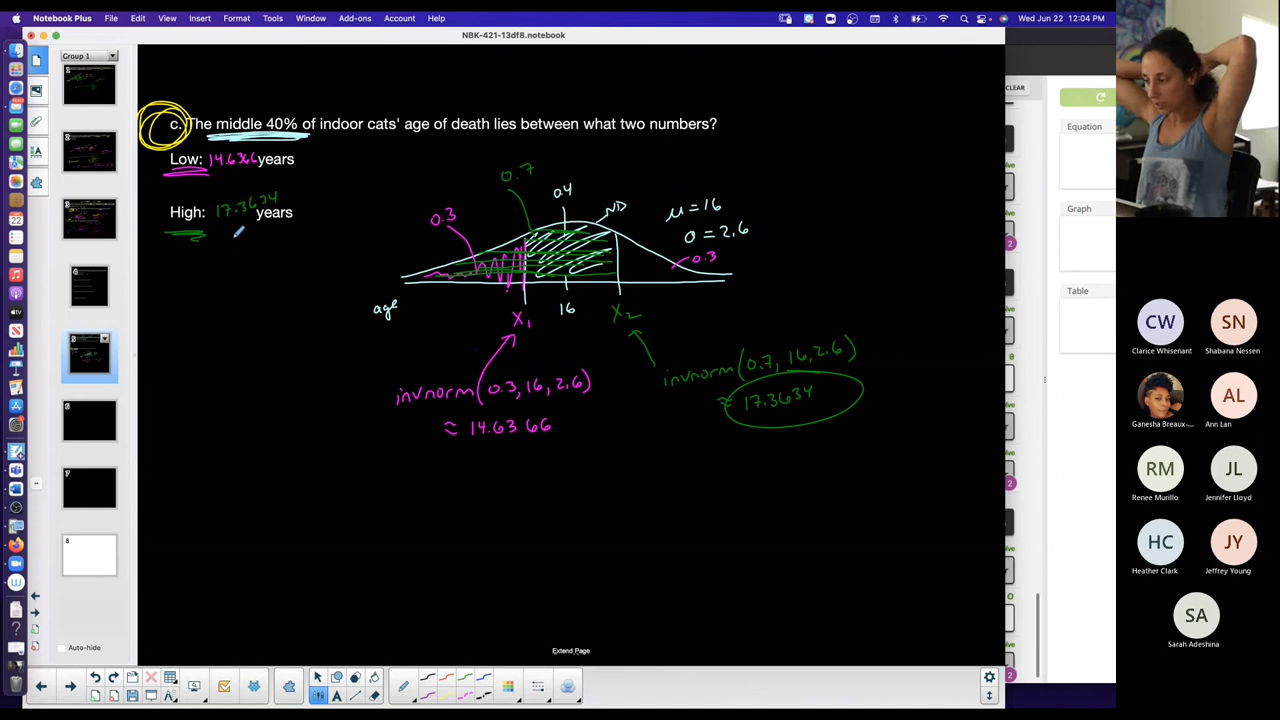 Notebook Plus File Edit View Insert Format Tools Window Add-ons Account Help Wed Jun 22 12:04 PM
NBK-421-13df8.notebook
Group 1
CLEAR
c. The middle 40% of indoor cats' age of death lies between what two numbers?
Low: 14.6366 years
High: 17.3634 years
0.7
0.4
ND
0.3
μ = 16
σ = 2.6
0.3
age
X₁
16
X₂
invnorm(0.3, 16, 2.6)
≈ 14.6366
invnorm(0.7, 16, 2.6)
≈ 17.3634
6
7
8
Auto-hide
Extend Page
Equation
Graph
Table
CW
SN
Clarice Whisenant
Shabana Nessen
AL
Ganesha Breaux-...
Ann Lan
RM
JL
Renee Murillo
Jennifer Lloyd
HC
JY
Heather Clark
Jeffrey Young
SA
Sarah Adeshina